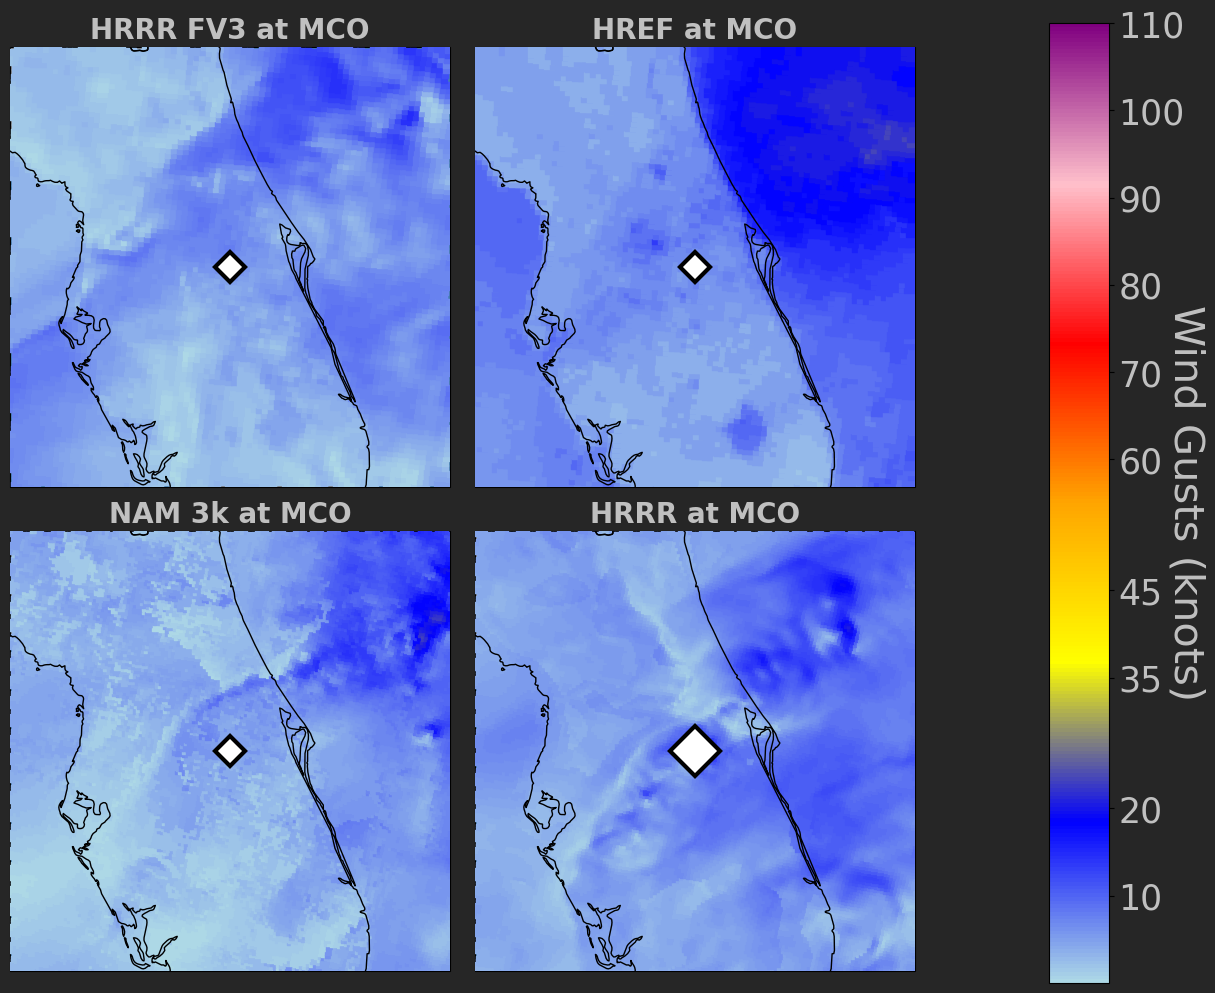 HRRR FV3 at MCO
HREF at MCO
NAM 3k at MCO
HRRR at MCO
110
100
90
80
70
60
45
35
20
10
Wind Gusts (knots)